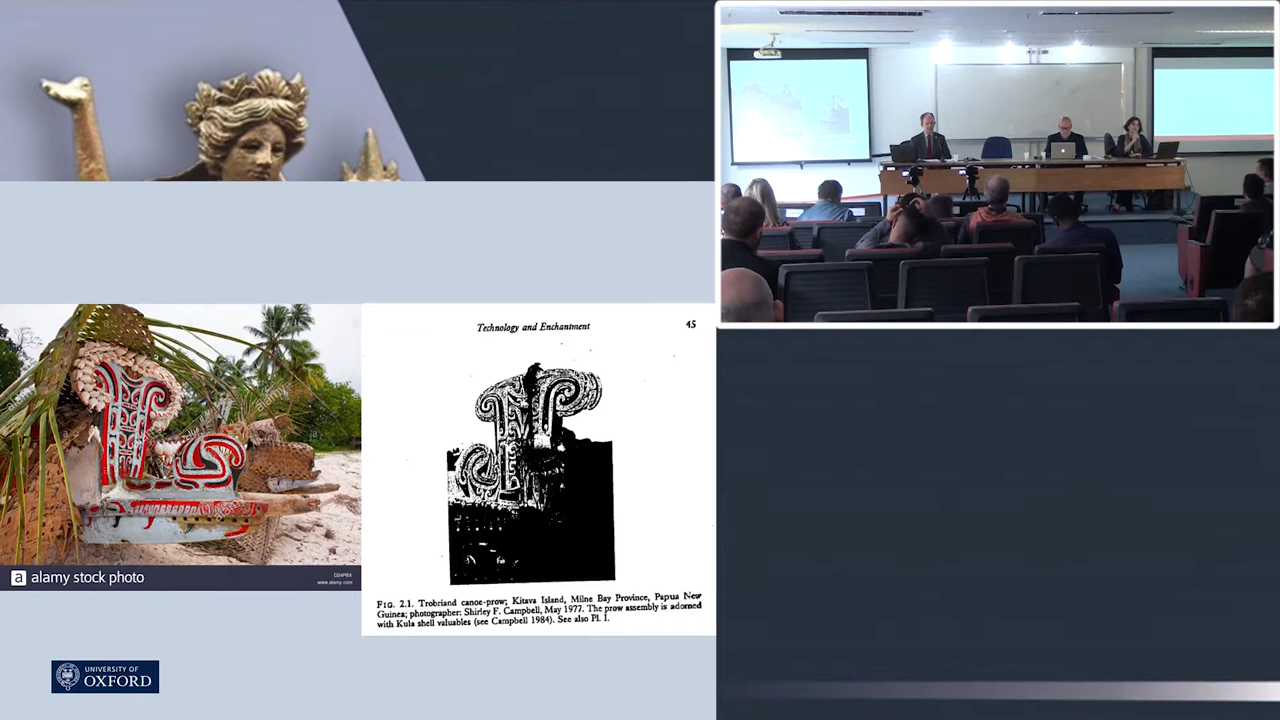 Technology and Enchantment 45
FIG. 2.1. Trobriand canoe-prow; Kitava Island, Milne Bay Province, Papua New
Guinea; photographer: Shirley F. Campbell, May 1977. The prow assembly is adorned
with Kula shell valuables (see Campbell 1984). See also Pl. I.
a alamy stock photo
www.alamy.com
UNIVERSITY OF
OXFORD